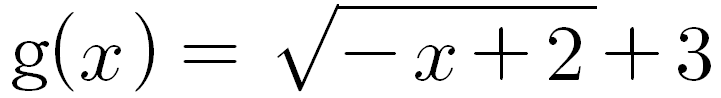 g(x) = √(-x + 2) + 3